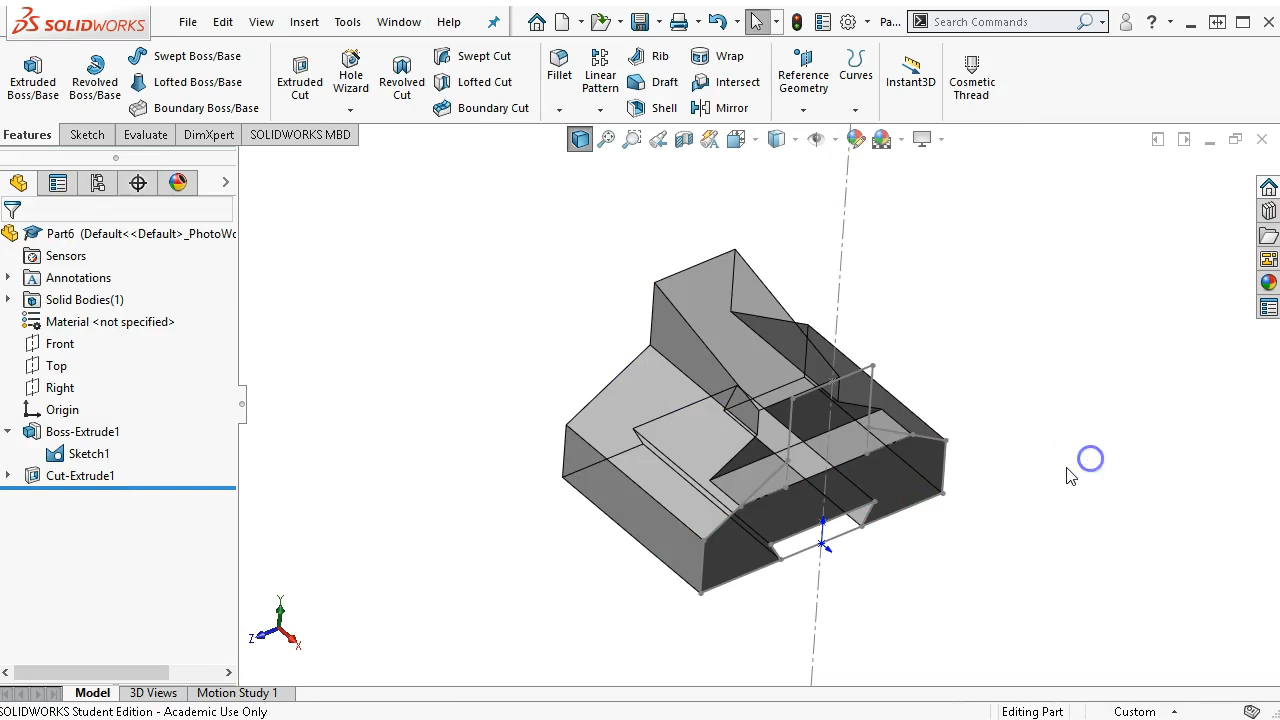 SOLIDWORKS File Edit View Insert Tools Window Help Pa... Search Commands ?
Extruded Boss/Base
Revolved Boss/Base
Swept Boss/Base
Lofted Boss/Base
Boundary Boss/Base
Extruded Cut
Hole Wizard
Revolved Cut
Swept Cut
Lofted Cut
Boundary Cut
Fillet
Linear Pattern
Rib
Draft
Shell
Wrap
Intersect
Mirror
Reference Geometry
Curves
Instant3D
Cosmetic Thread
Features Sketch Evaluate DimXpert SOLIDWORKS MBD
Part6 (Default<<Default>_PhotoWo
Sensors
Annotations
Solid Bodies(1)
Material <not specified>
Front
Top
Right
Origin
Boss-Extrude1
Sketch1
Cut-Extrude1
Y
Z
X
Model 3D Views Motion Study 1
SOLIDWORKS Student Edition - Academic Use Only Editing Part Custom